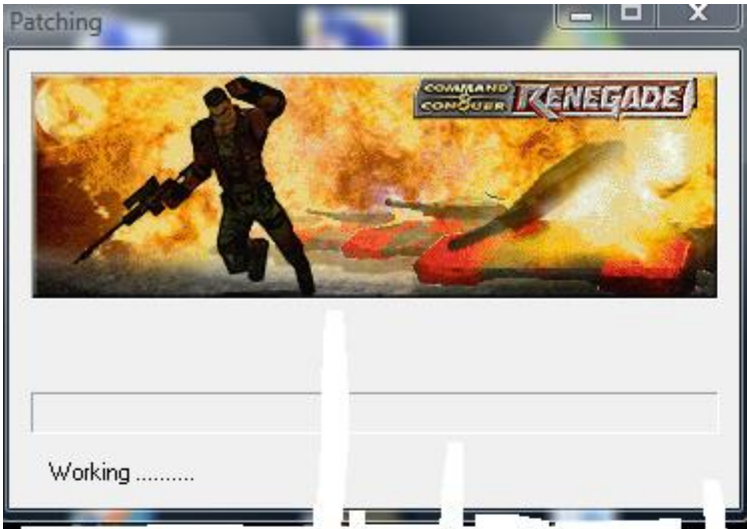 Patching
COMMAND & CONQUER RENEGADE
Working ..........